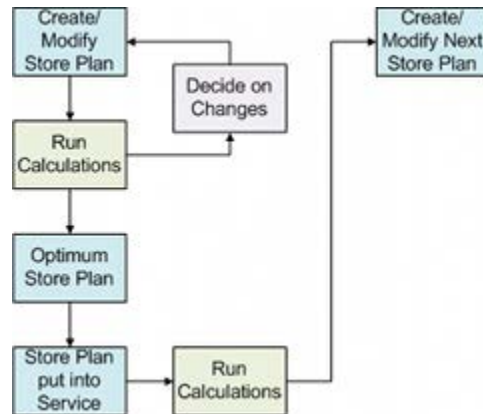 Create/
Modify
Store Plan
Create/
Modify Next
Store Plan
Decide on
Changes
Run
Calculations
Optimum
Store Plan
Store Plan
put into
Service
Run
Calculations